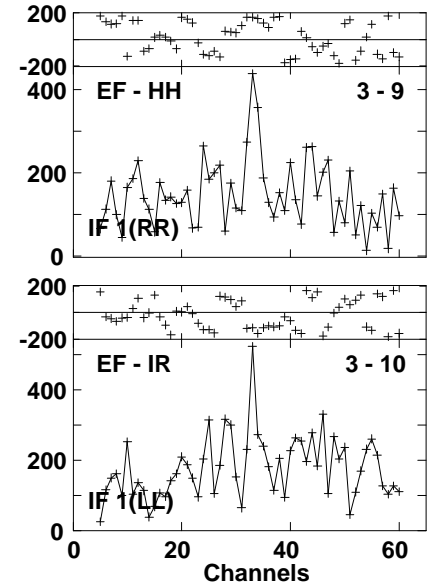 200
-200
400
EF - HH 3 - 9
200
IF 1(RR)
0
200
-200
EF - IR 3 - 10
400
200
IF 1(LL)
0
0 20 40 60
Channels